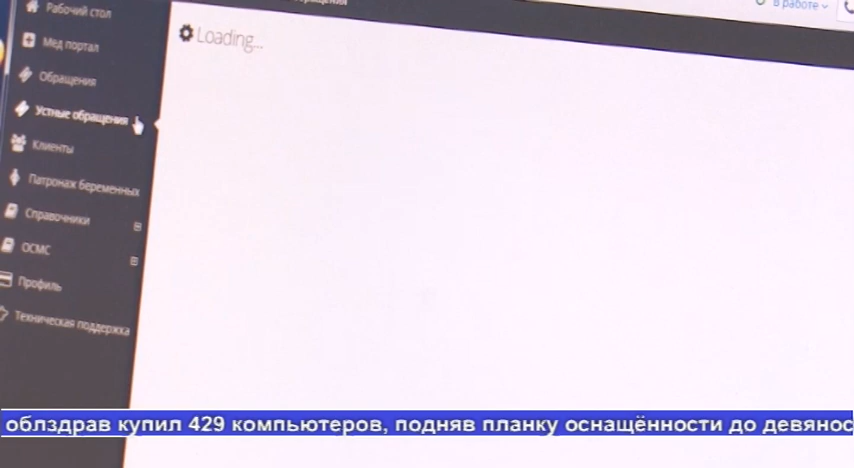 Рабочий стол
в работе
Мед портал
Loading...
Обращения
Устные обращения
Клиенты
Патронаж беременных
Справочники
ОСМС
Профиль
Техническая поддержка
облздрав купил 429 компьютеров, подняв планку оснащённости до девянос